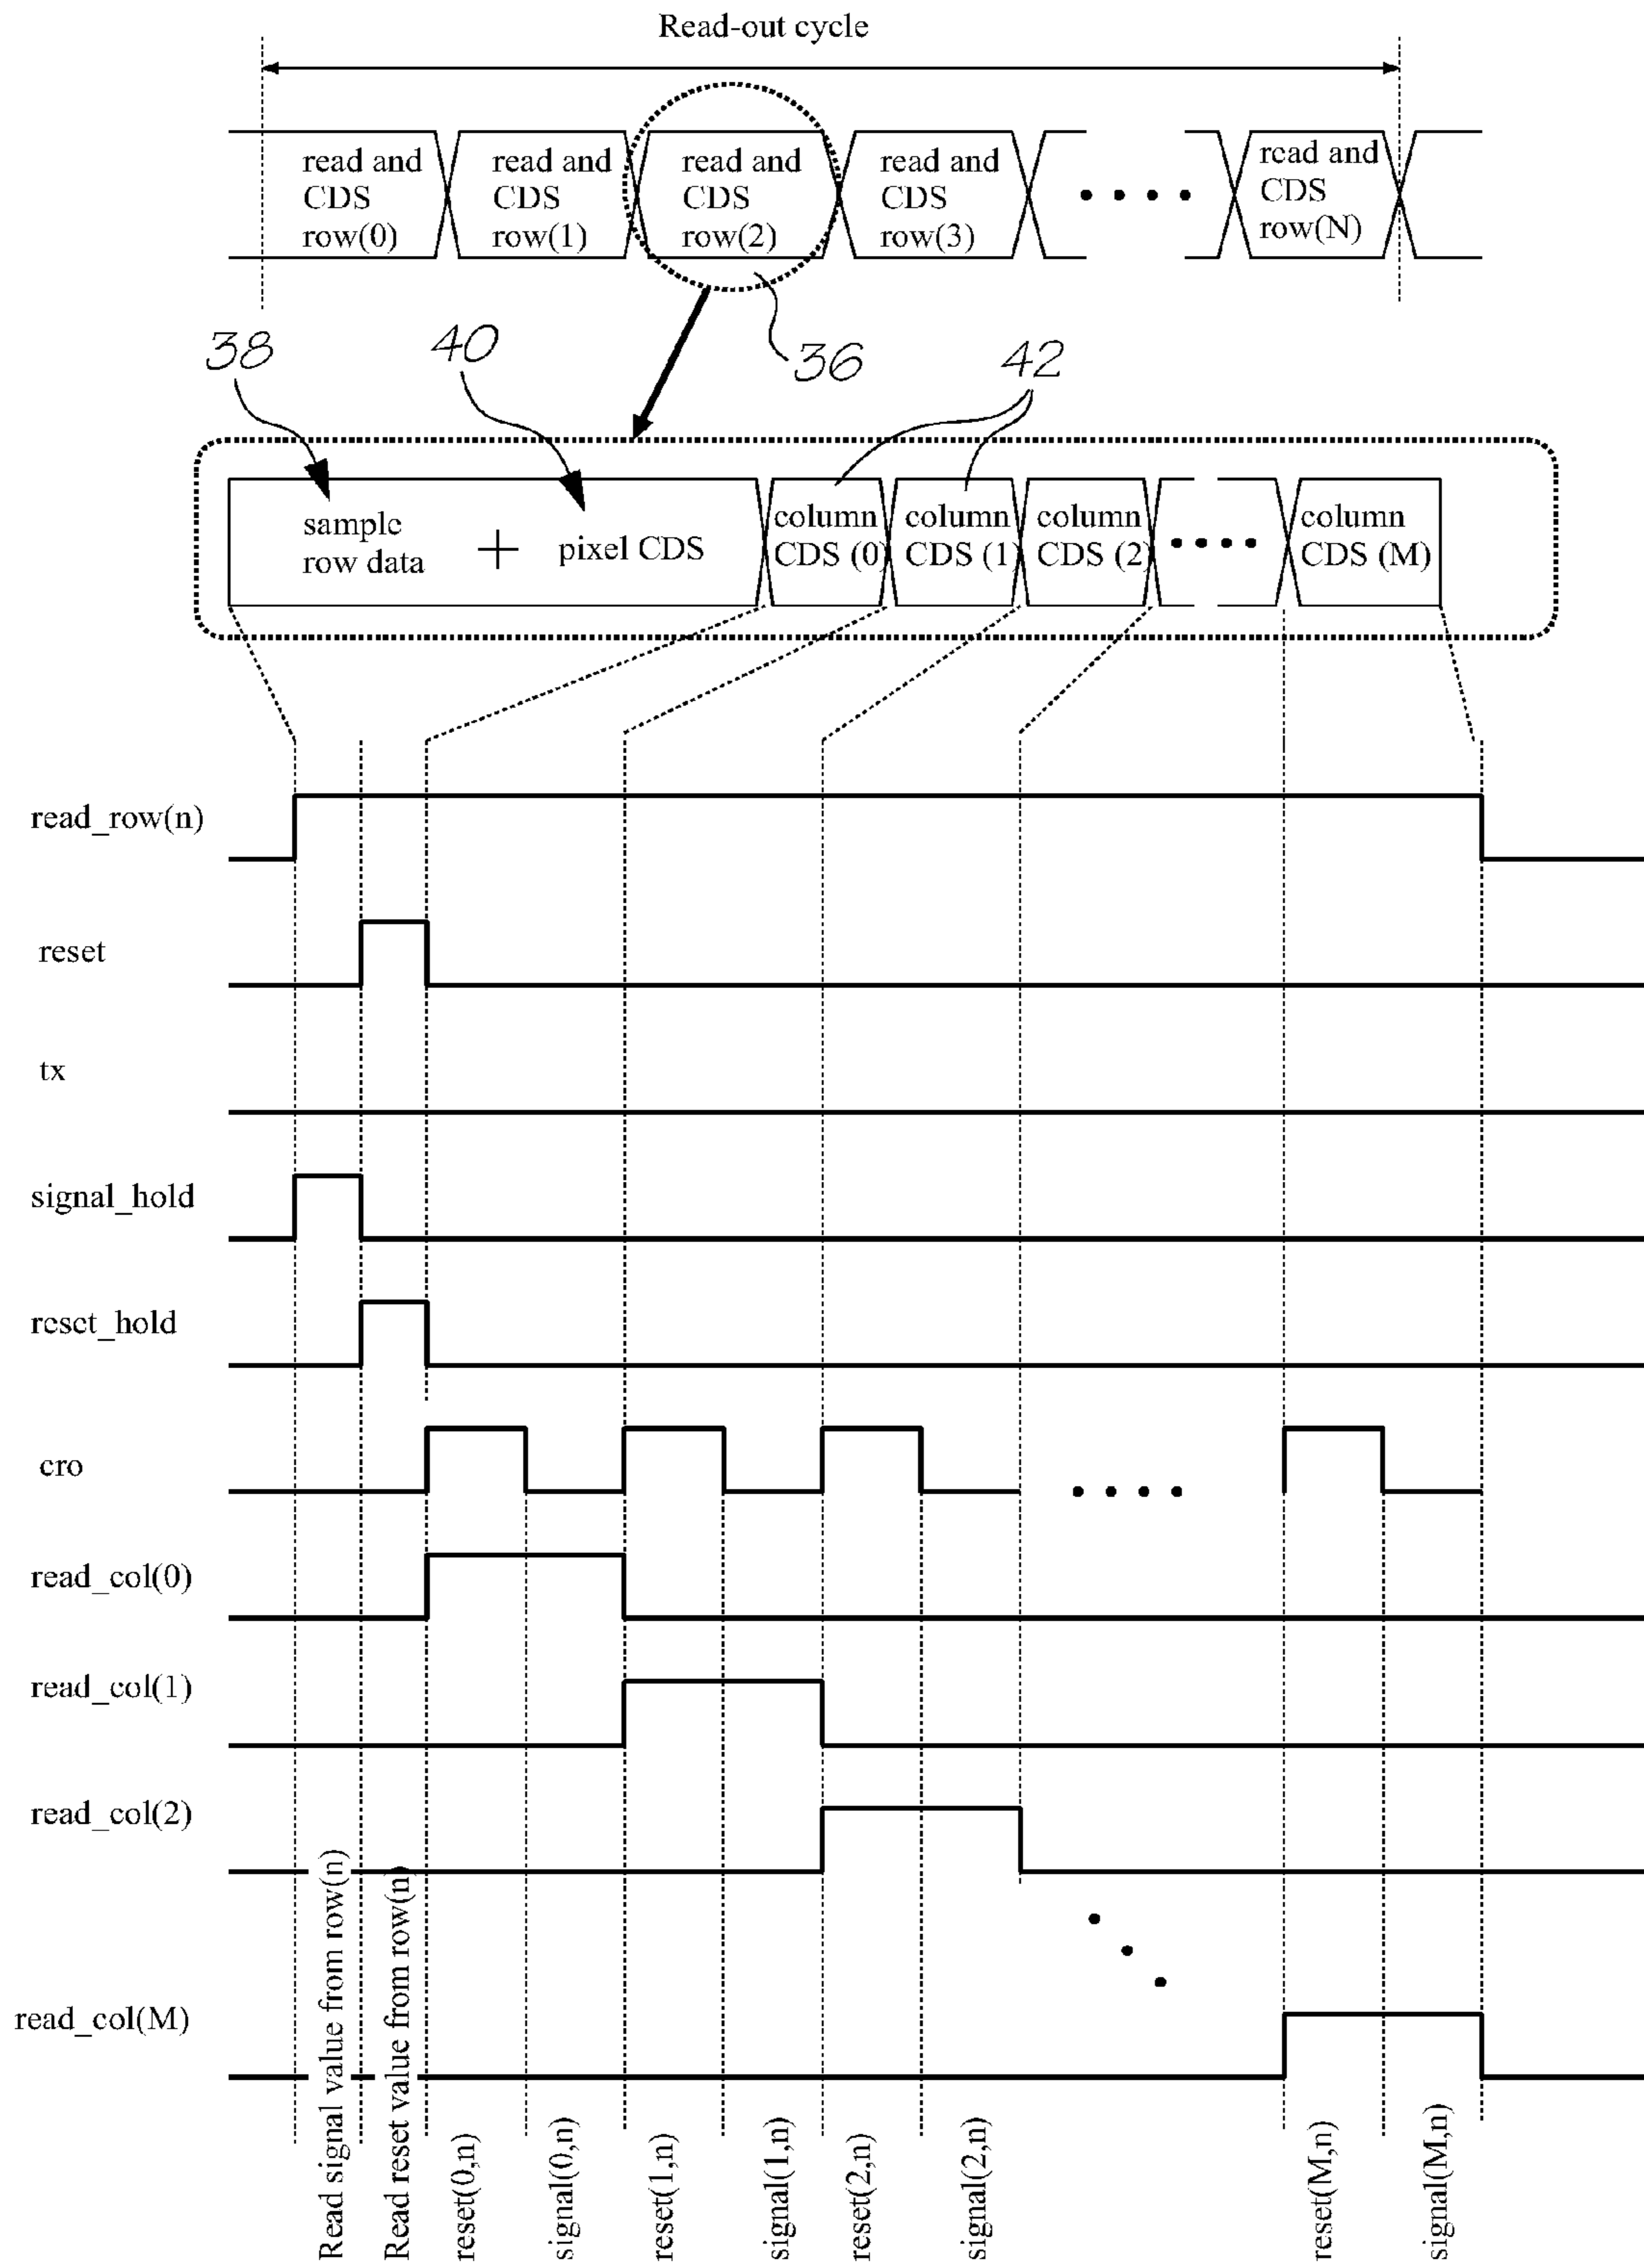 Read-out cycle
read and
CDS
row(0)
read and
CDS
row(1)
read and
CDS
row(2)
read and
CDS
row(3)
read and
CDS
row(N)
38
40
36
42
sample
row data
+
pixel CDS
column
CDS (0)
column
CDS (1)
column
CDS (2)
column
CDS (M)
read_row(n)
reset
tx
signal_hold
reset_hold
cro
read_col(0)
read_col(1)
read_col(2)
read_col(M)
Read signal value from row(n)
Read reset value from row(n)
reset(0,n)
signal(0,n)
reset(1,n)
signal(1,n)
reset(2,n)
signal(2,n)
reset(M,n)
signal(M,n)